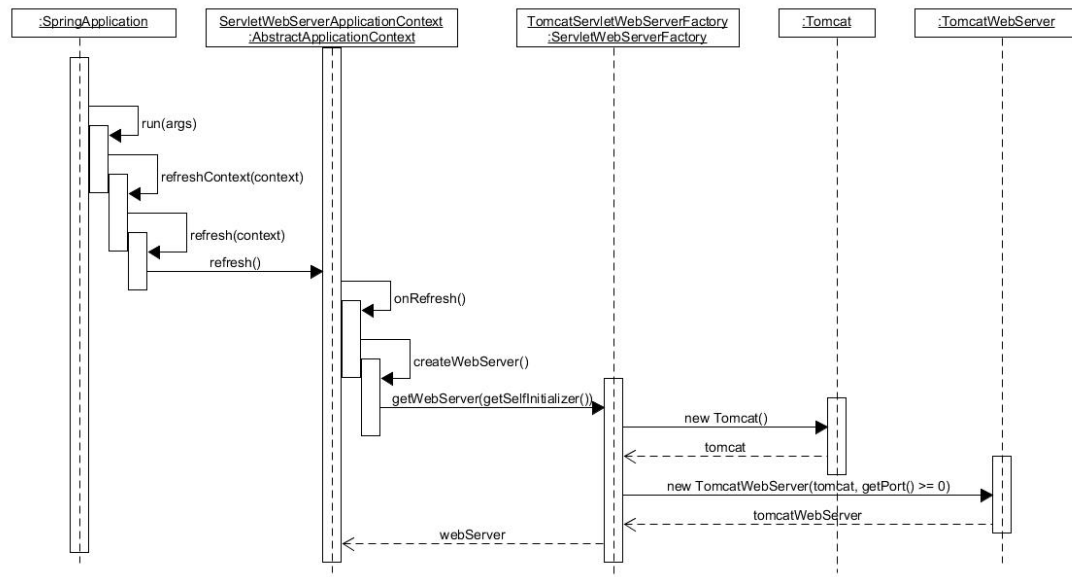 :SpringApplication
ServletWebServerApplicationContext
:AbstractApplicationContext
TomcatServletWebServerFactory
:ServletWebServerFactory
:Tomcat
:TomcatWebServer
run(args)
refreshContext(context)
refresh(context)
refresh()
onRefresh()
createWebServer()
getWebServer(getSelfInitializer())
new Tomcat()
tomcat
new TomcatWebServer(tomcat, getPort() >= 0)
tomcatWebServer
webServer